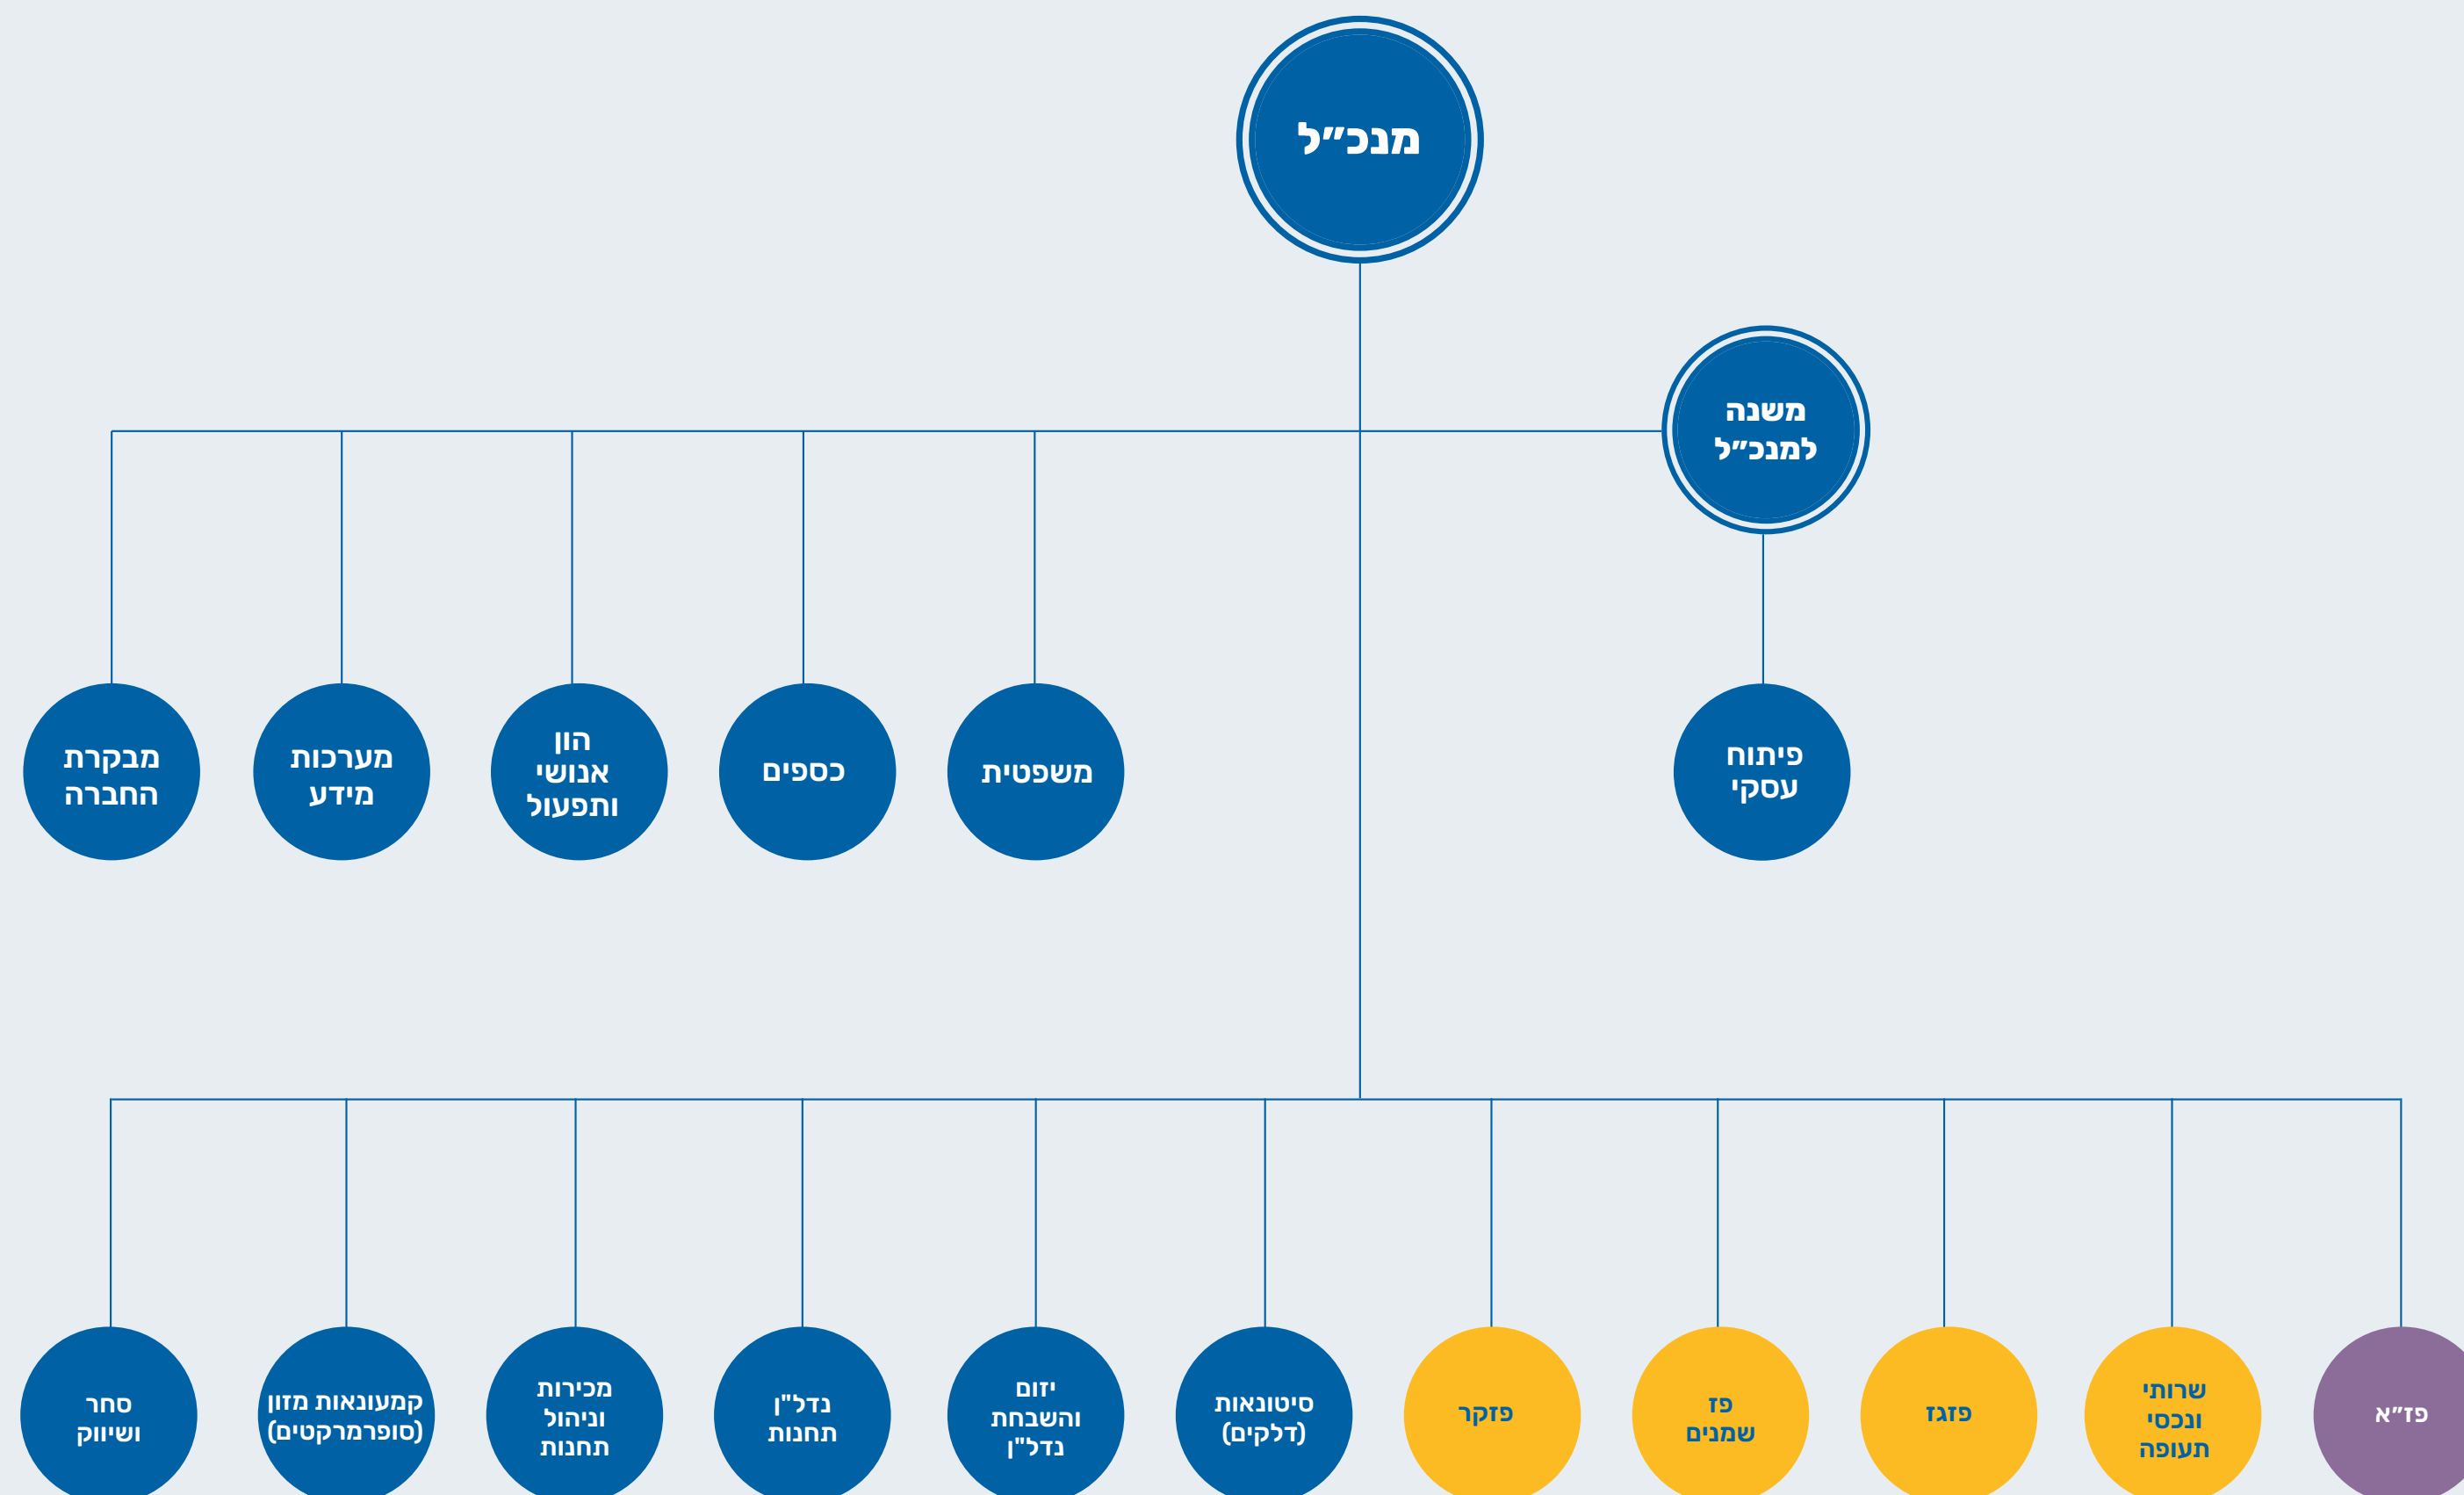 מנכ״ל
משנה
למנכ״ל
פיתוח
עסקי
משפטית
כספים
הון
אנושי
ותפעול
מערכות
מידע
מבקרת
החברה
פז״א
שרותי
ונכסי
תעופה
פזגז
פז
שמנים
פזקר
סיטונאות
(דלקים)
יזום
והשבחת
נדל"ן
נדל"ן
תחנות
מכירות
וניהול
תחנות
קמעונאות מזון
(סופרמרקטים)
סחר
ושיווק